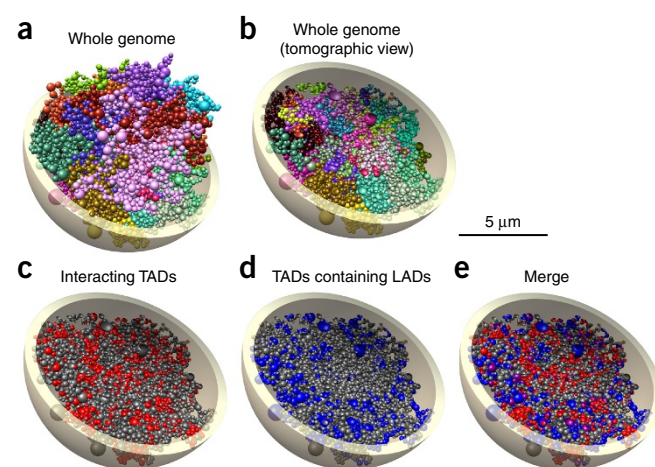 a
Whole genome
b
Whole genome
(tomographic view)
5 μm
c
Interacting TADs
d
TADs containing LADs
e
Merge